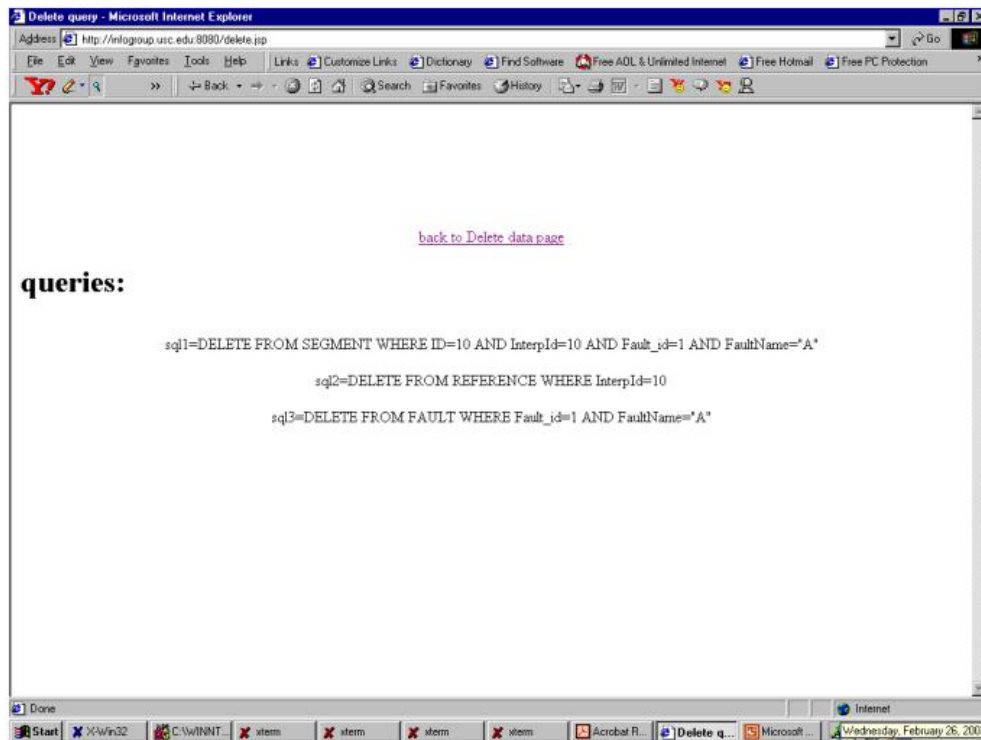 Delete query - Microsoft Internet Explorer
Address http://infogroup.usc.edu:8080/delete.jsp Go
File Edit View Favorites Tools Help Links Customize Links Dictionary Find Software Free AOL & Unlimited Internet Free Hotmail Free PC Protection
Y? >> Back Search Favorites History
back to Delete data page
queries:
sql1=DELETE FROM SEGMENT WHERE ID=10 AND InterpId=10 AND Fault_id=1 AND FaultName="A"
sql2=DELETE FROM REFERENCE WHERE InterpId=10
sql3=DELETE FROM FAULT WHERE Fault_id=1 AND FaultName="A"
Done Internet
Start X-Win32 C:\WINNT... xterm xterm xterm xterm Acrobat R... Delete q... Microsoft ... Wednesday, February 26, 200